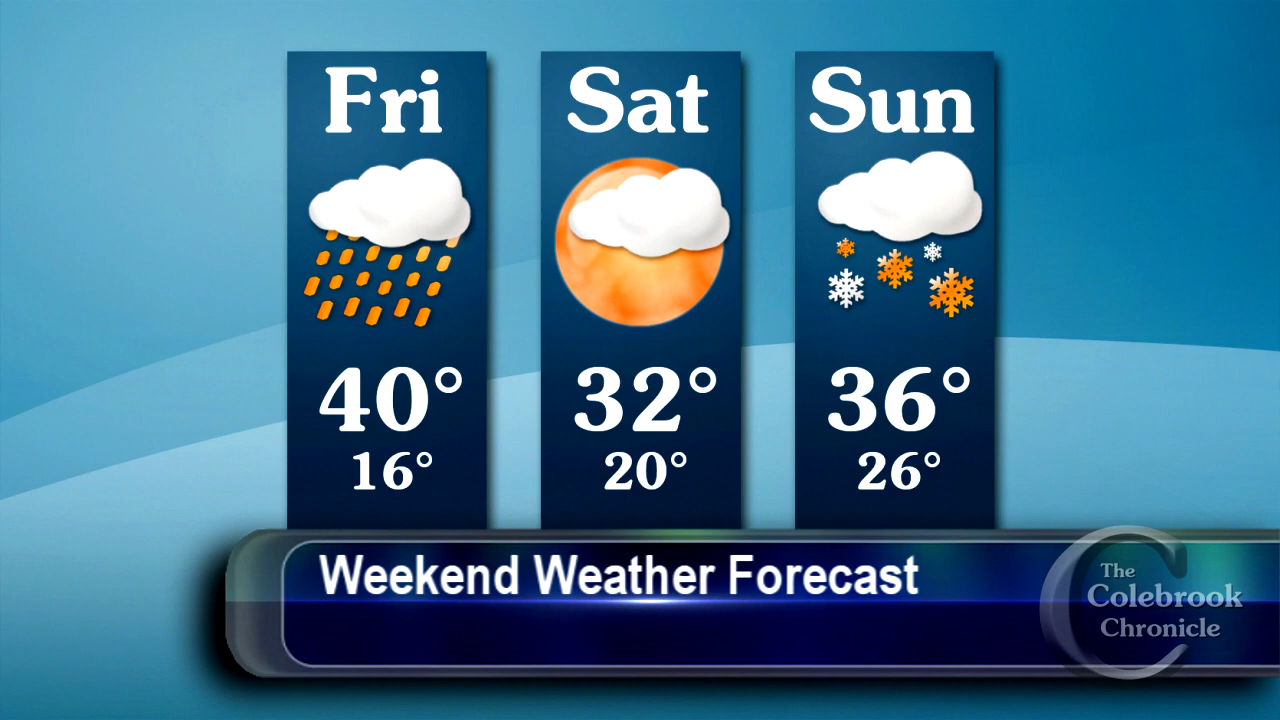 Fri
40°
16°
Sat
32°
20°
Sun
36°
26°
Weekend Weather Forecast
The
Colebrook
Chronicle